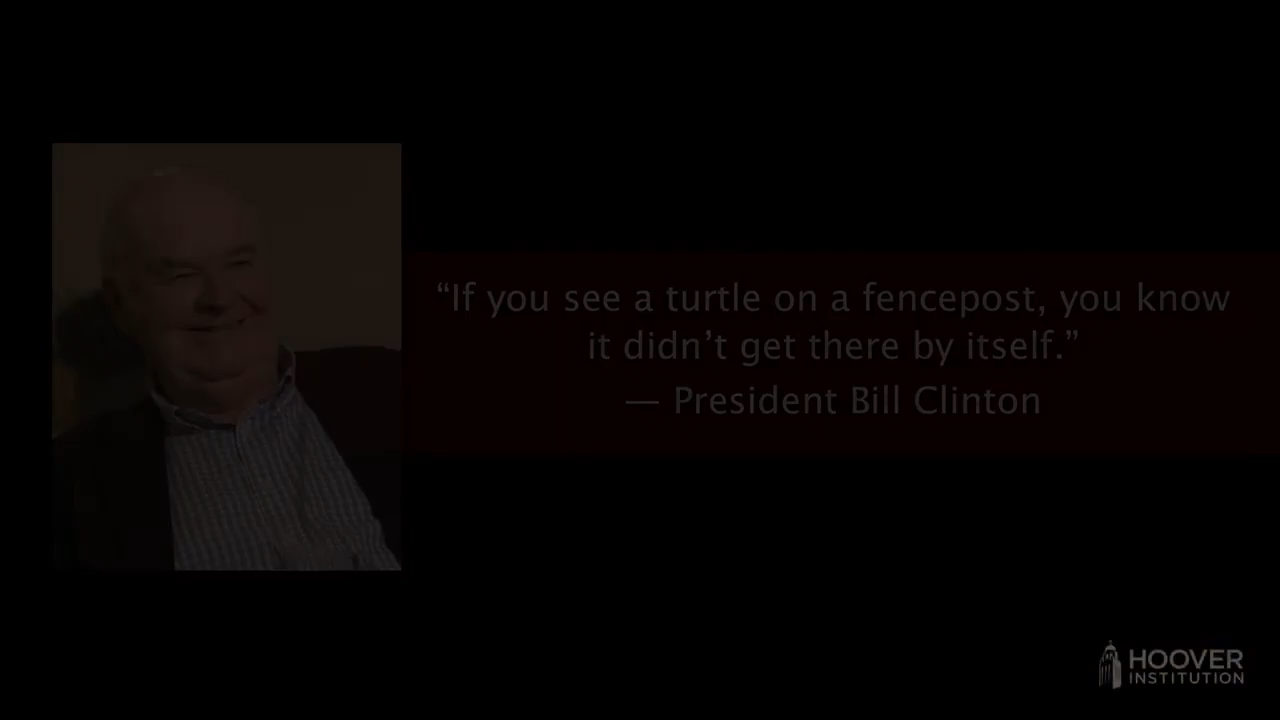 “If you see a turtle on a fencepost, you know
it didn’t get there by itself.”
— President Bill Clinton
HOOVER
INSTITUTION